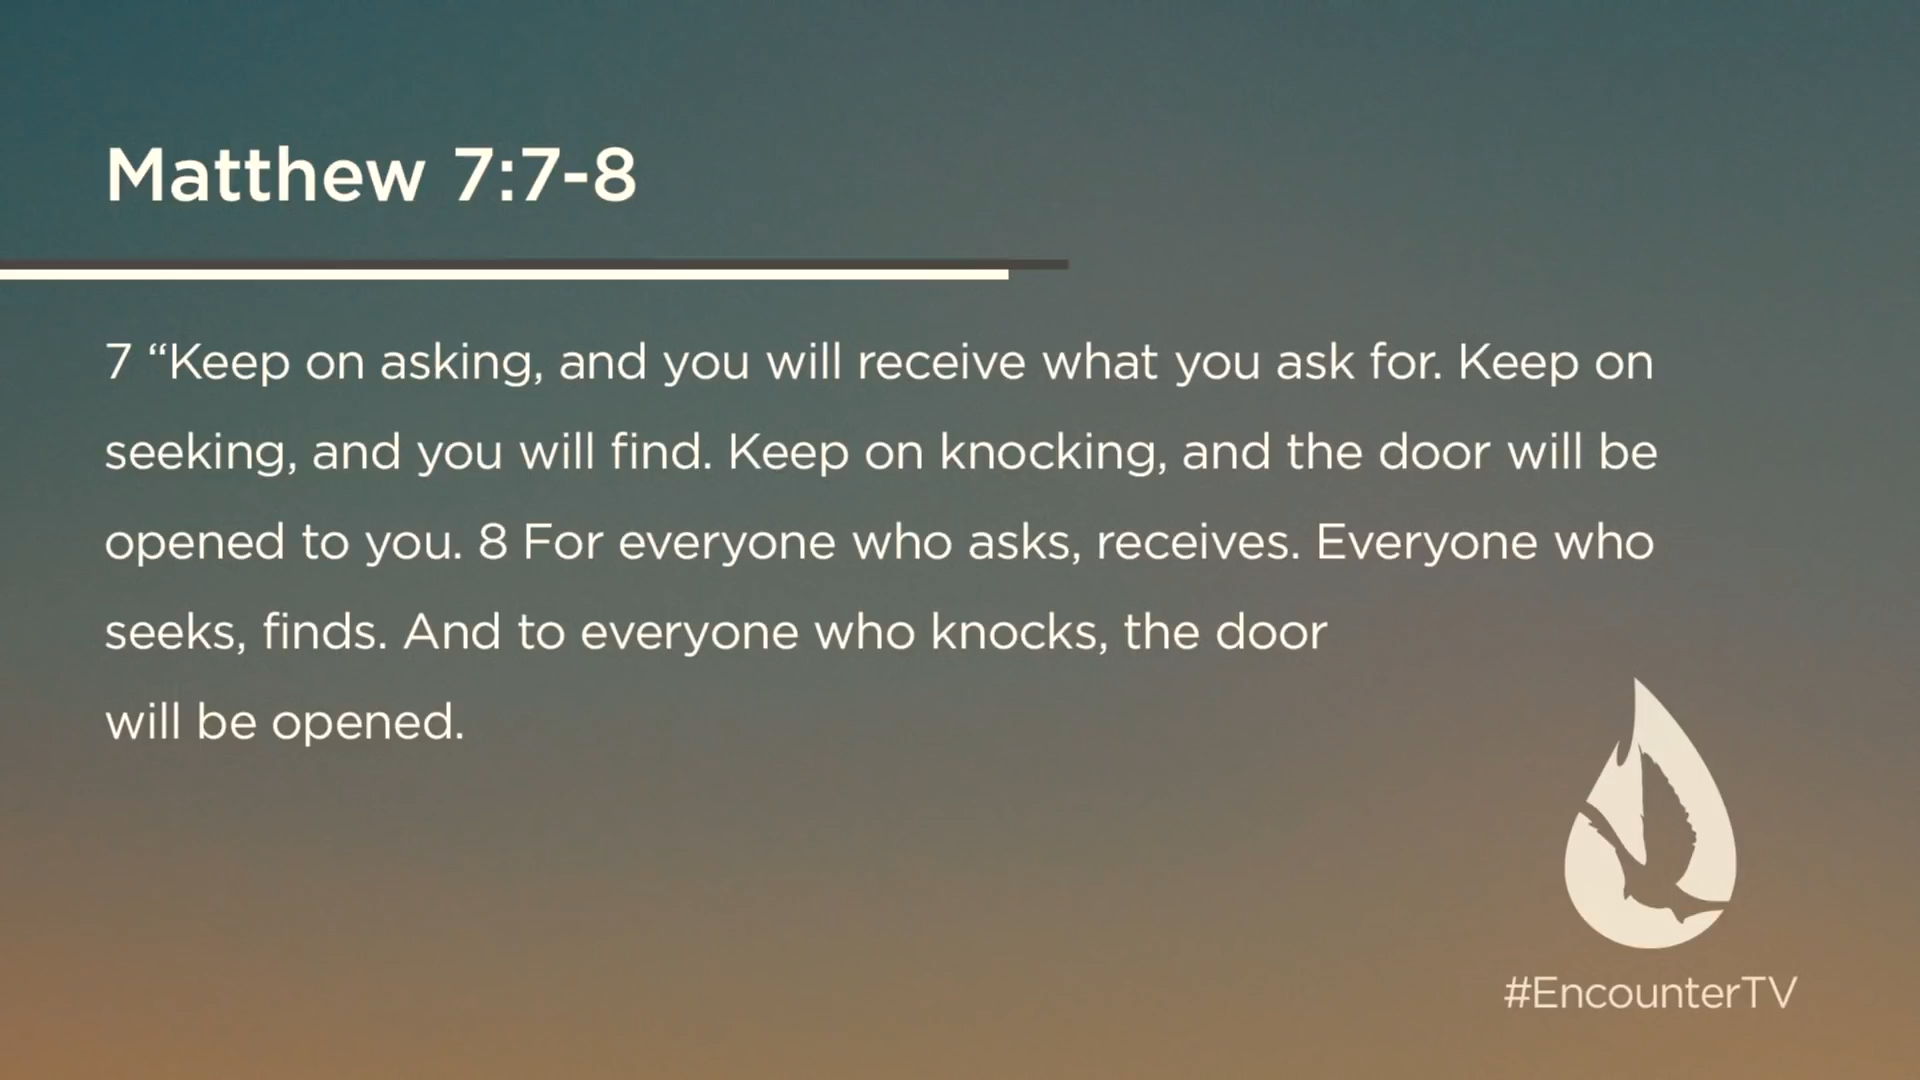 Matthew 7:7-8
7 “Keep on asking, and you will receive what you ask for. Keep on
seeking, and you will find. Keep on knocking, and the door will be
opened to you. 8 For everyone who asks, receives. Everyone who
seeks, finds. And to everyone who knocks, the door
will be opened.
#EncounterTV